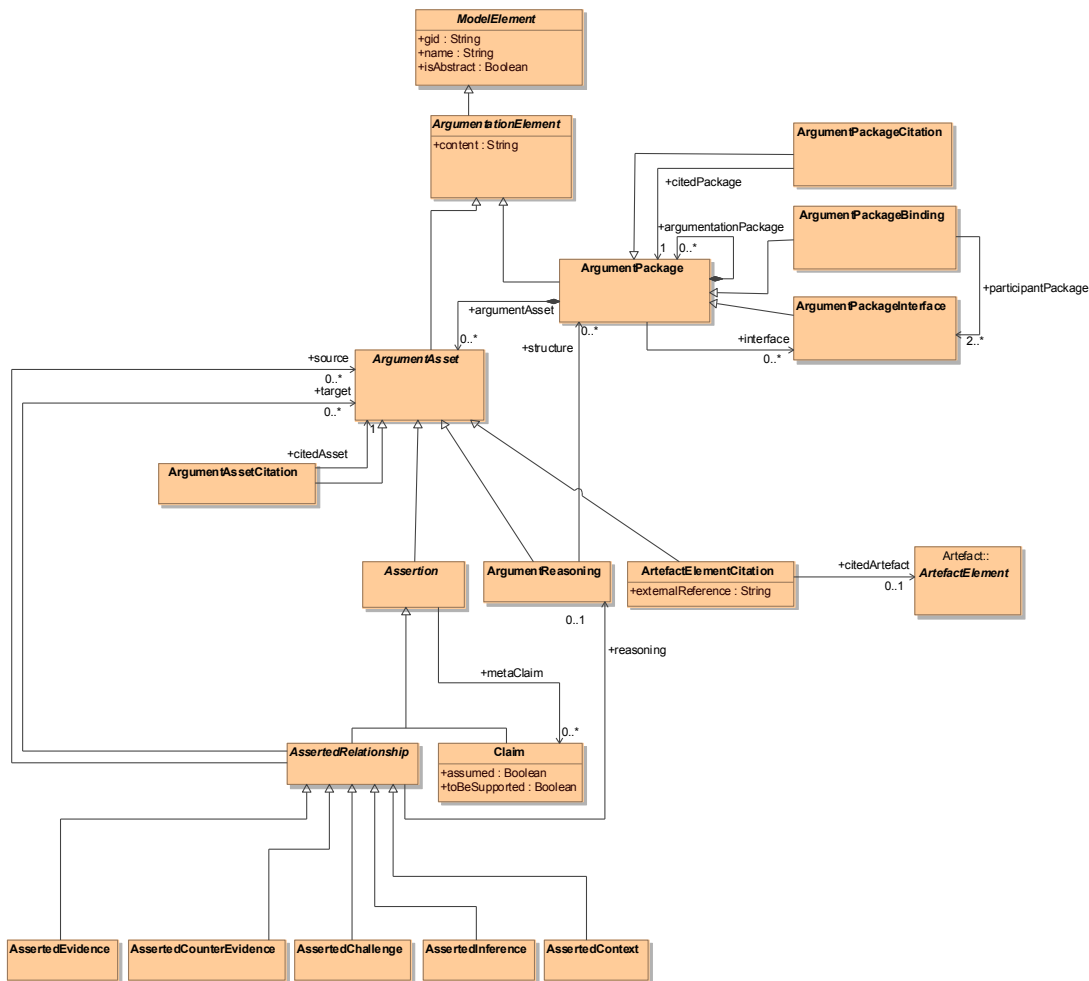 ModelElement
+gid : String
+name : String
+isAbstract : Boolean
ArgumentationElement
+content : String
ArgumentPackageCitation
+citedPackage
1
+argumentationPackage
0..*
ArgumentPackageBinding
+participantPackage
2..*
ArgumentPackage
ArgumentPackageInterface
+interface
0..*
+argumentAsset
0..*
+structure
0..*
+source
0..*
+target
0..*
ArgumentAsset
+citedAsset
1
ArgumentAssetCitation
Assertion
ArgumentReasoning
ArtefactElementCitation
+externalReference : String
+citedArtefact
0..1
Artefact::
ArtefactElement
0..1
+reasoning
+metaClaim
0..*
AssertedRelationship
Claim
+assumed : Boolean
+toBeSupported : Boolean
AssertedEvidence
AssertedCounterEvidence
AssertedChallenge
AssertedInference
AssertedContext